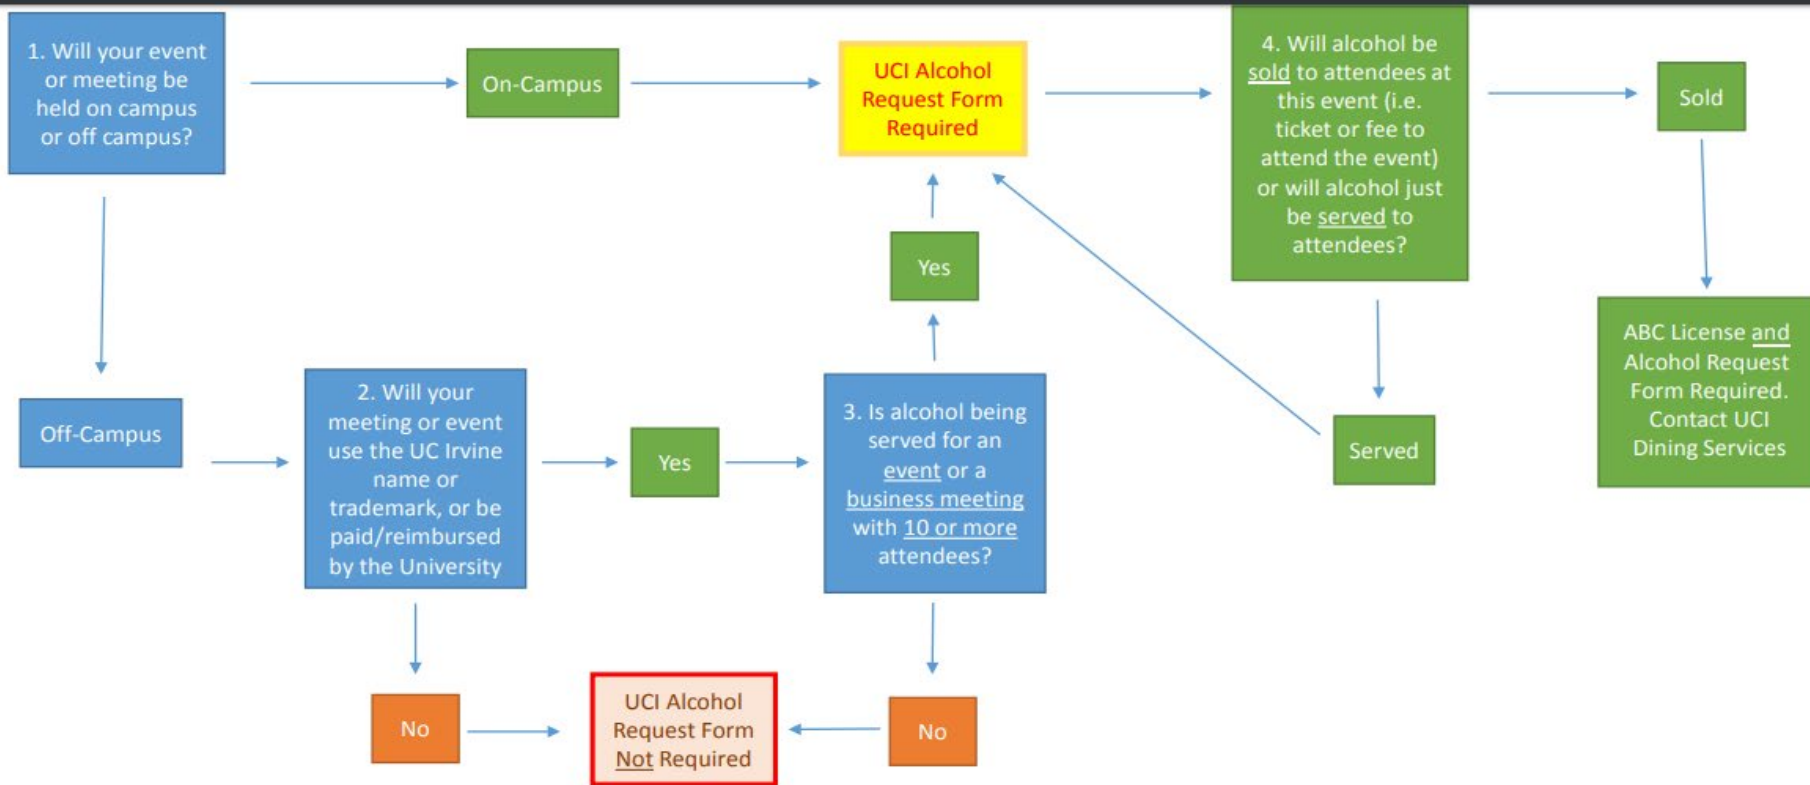 1. Will your event
or meeting be
held on campus
or off campus?
On-Campus
UCI Alcohol
Request Form
Required
4. Will alcohol be
sold to attendees at
this event (i.e.
ticket or fee to
attend the event)
or will alcohol just
be served to
attendees?
Sold
Yes
ABC License and
Alcohol Request
Form Required.
Contact UCI
Dining Services
Off-Campus
2. Will your
meeting or event
use the UC Irvine
name or
trademark, or be
paid/reimbursed
by the University
Yes
3. Is alcohol being
served for an
event or a
business meeting
with 10 or more
attendees?
Served
No
UCI Alcohol
Request Form
Not Required
No